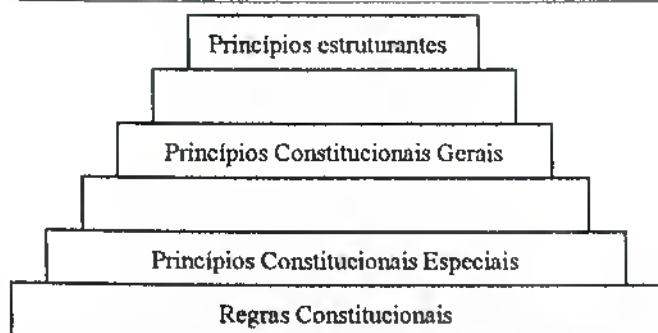 Princípios estruturantes
Princípios Constitucionais Gerais
Princípios Constitucionais Especiais
Regras Constitucionais